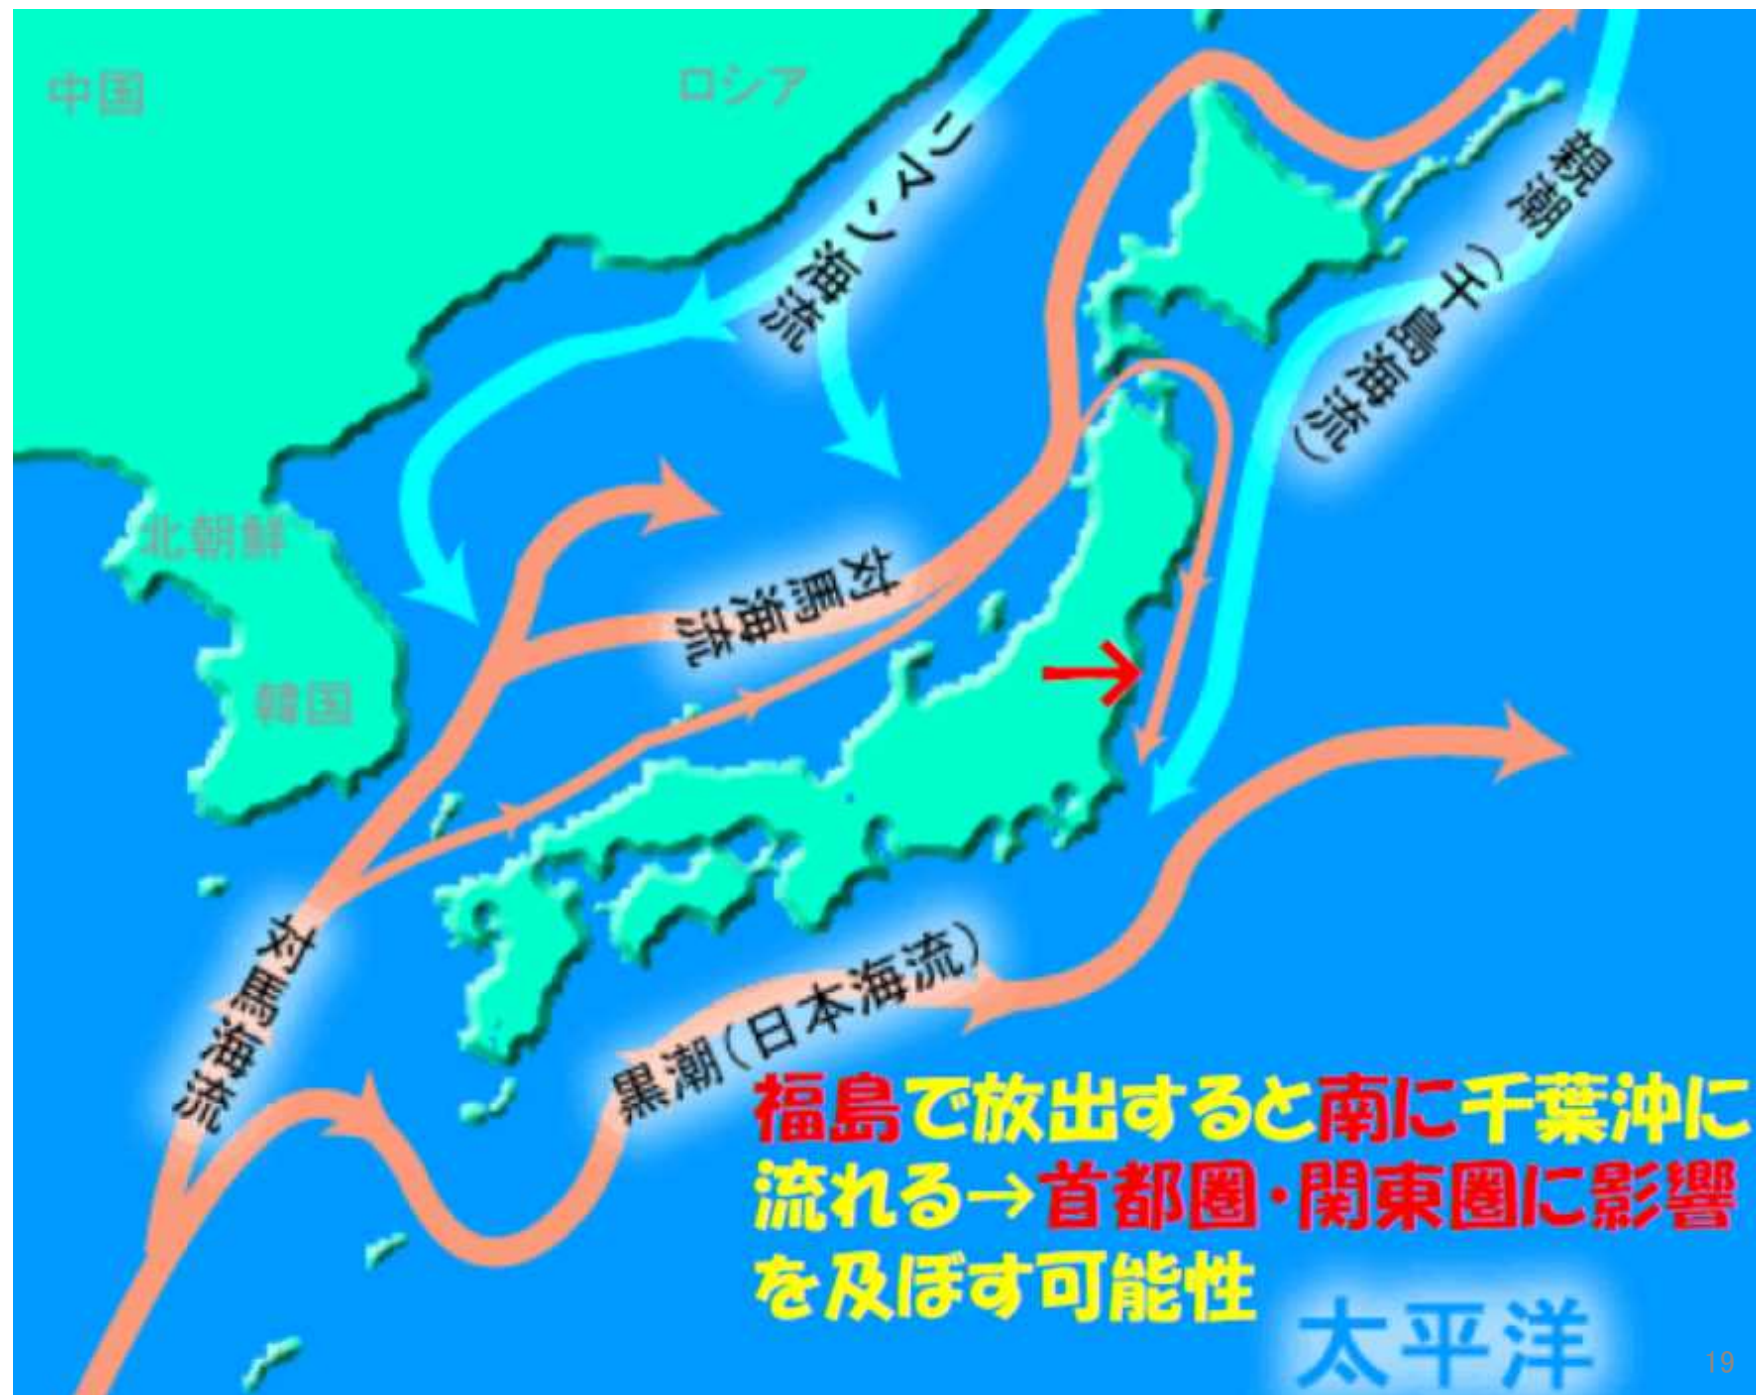 中国
ロシア
リマン海流
親潮（千島海流）
北朝鮮
韓国
対馬海流
対馬海流
黒潮（日本海流）
福島で放出すると南に千葉沖に
流れる→首都圏・関東圏に影響
を及ぼす可能性
太平洋
19